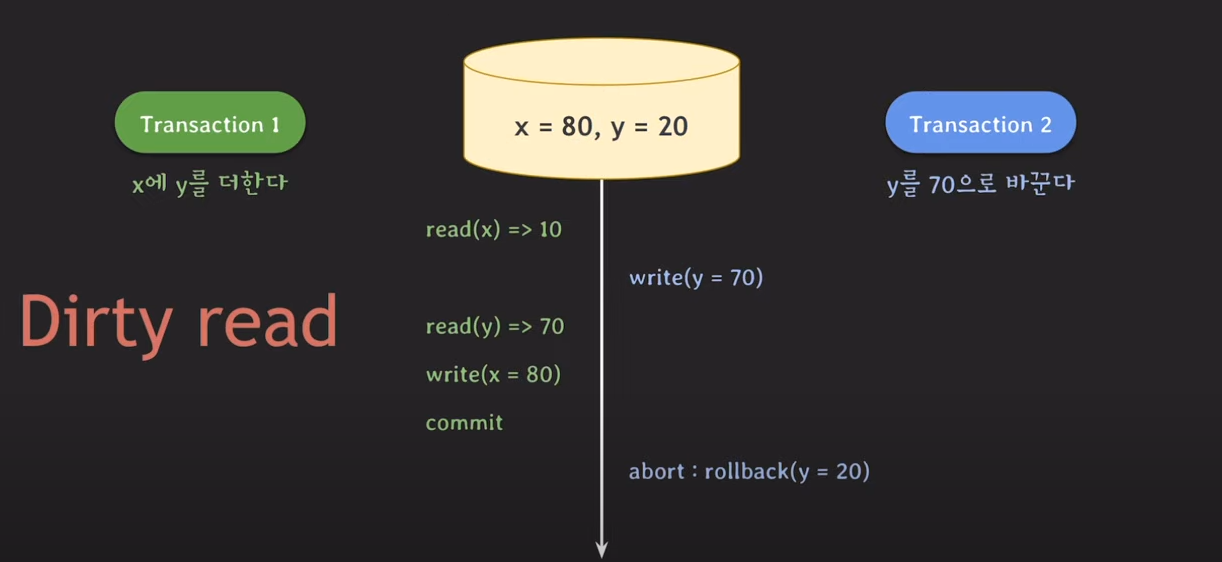 Transaction 1
x에 y를 더한다
x = 80, y = 20
Transaction 2
y를 70으로 바꾼다
read(x) => 10
write(y = 70)
Dirty read
read(y) => 70
write(x = 80)
commit
abort : rollback(y = 20)